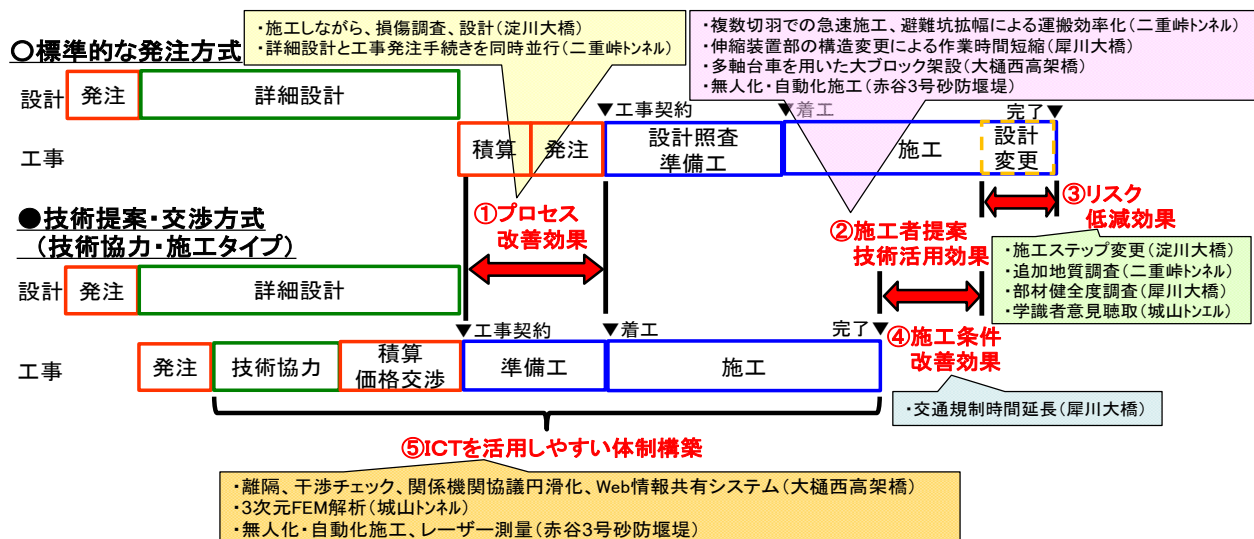 ・施工しながら、損傷調査、設計(淀川大橋)
・詳細設計と工事発注手続きを同時並行(二重峠トンネル)
・複数切羽での急速施工、避難坑拡幅による運搬効率化(二重峠トンネル)
・伸縮装置部の構造変更による作業時間短縮(犀川大橋)
・多軸台車を用いた大ブロック架設(大樋西高架橋)
・無人化・自動化施工(赤谷3号砂防堰堤)
○標準的な発注方式
設計
発注
詳細設計
▼工事契約
▼着工
完了▼
工事
積算
発注
設計照査
準備工
施工
設計
変更
①プロセス
改善効果
②施工者提案
技術活用効果
③リスク
低減効果
・施工ステップ変更(淀川大橋)
・追加地質調査(二重峠トンネル)
・部材健全度調査(犀川大橋)
・学識者意見聴取(城山トンエル)
●技術提案・交渉方式
(技術協力・施工タイプ)
設計
発注
詳細設計
▼工事契約
▼着工
完了▼
工事
発注
技術協力
積算
価格交渉
準備工
施工
④施工条件
改善効果
・交通規制時間延長(犀川大橋)
⑤ICTを活用しやすい体制構築
・離隔、干渉チェック、関係機関協議円滑化、Web情報共有システム(大樋西高架橋)
・3次元FEM解析(城山トンネル)
・無人化・自動化施工、レーザー測量(赤谷3号砂防堰堤)